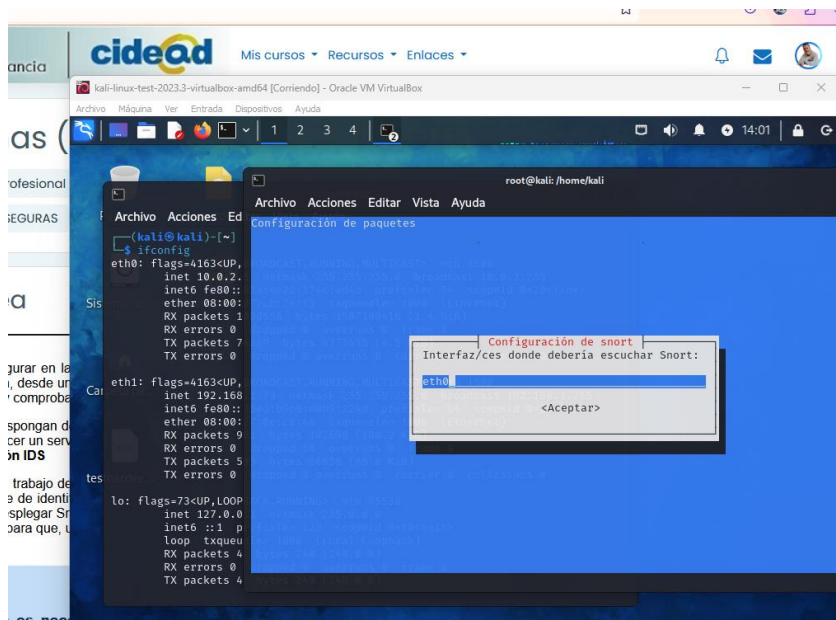 ancia
cidead
Mis cursos
Recursos
Enlaces
kali-linux-test-2023.3-virtualbox-amd64 [Corriendo] - Oracle VM VirtualBox
Archivo Máquina Ver Entrada Dispositivos Ayuda
1 2 3 4
2
14:01
as (
rofesional
SEGURAS
gurar en la
, desde un
comproba
spongan d
cer un serv
ón IDS
trabajo de
e de identi
splegar Sn
para que, u
Sis
Car
tes
Archivo Acciones Ed
(kali㉿kali)-[~]
$ ifconfig
eth0: flags=4163<UP,
inet 10.0.2.
inet6 fe80::
ether 08:00:
RX packets 1
RX errors 0
TX packets 7
TX errors 0
eth1: flags=4163<UP,
inet 192.168
inet6 fe80::
ether 08:00:
RX packets 9
RX errors 0
TX packets 5
TX errors 0
lo: flags=73<UP,LOOP
inet 127.0.0
inet6 ::1 p
loop txqueu
RX packets 4
RX errors 0
TX packets 4
root@kali: /home/kali
Archivo Acciones Editar Vista Ayuda
Configuración de paquetes
Configuración de snort
Interfaz/ces donde debería escuchar Snort:
eth0
<Aceptar>